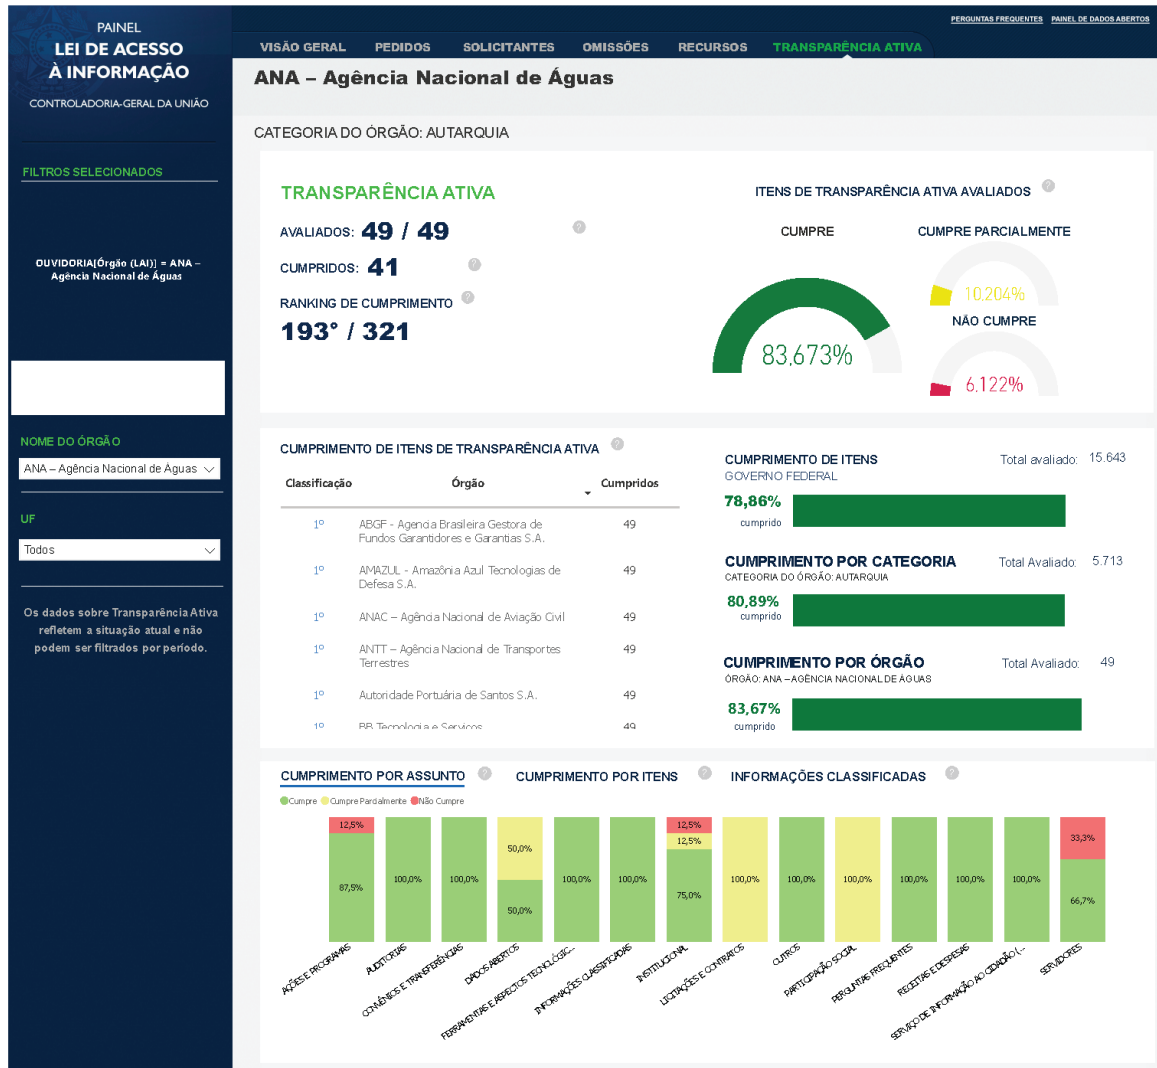 PAINEL
LEI DE ACESSO
À INFORMAÇÃO
CONTROLADORIA-GERAL DA UNIÃO
FILTROS SELECIONADOS
OUVIDORIA[Órgão (LAI)] = ANA –
Agência Nacional de Águas
NOME DO ÓRGÃO
ANA – Agência Nacional de Águas
UF
Todos
Os dados sobre Transparência Ativa
refletem a situação atual e não
podem ser filtrados por período.
PERGUNTAS FREQUENTES PAINEL DE DADOS ABERTOS
VISÃO GERAL PEDIDOS SOLICITANTES OMISSÕES RECURSOS TRANSPARÊNCIA ATIVA
ANA – Agência Nacional de Águas
CATEGORIA DO ÓRGÃO: AUTARQUIA
TRANSPARÊNCIA ATIVA
AVALIADOS: 49 / 49 ?
CUMPRIDOS: 41 ?
RANKING DE CUMPRIMENTO ?
193° / 321
ITENS DE TRANSPARÊNCIA ATIVA AVALIADOS ?
CUMPRE
83,673%
CUMPRE PARCIALMENTE
10,204%
NÃO CUMPRE
6,122%
CUMPRIMENTO DE ITENS DE TRANSPARÊNCIA ATIVA ?
Classificação Órgão Cumpridos
1º ABGF - Agencia Brasileira Gestora de 49
Fundos Garantidores e Garantias S.A.
1º AMAZUL - Amazônia Azul Tecnologias de 49
Defesa S.A.
1º ANAC – Agência Nacional de Aviação Civil 49
1º ANTT – Agência Nacional de Transportes 49
Terrestres
1º Autoridade Portuária de Santos S.A. 49
1º BB Tecnologia e Serviços 49
CUMPRIMENTO DE ITENS Total avaliado: 15.643
GOVERNO FEDERAL
78,86%
cumprido
CUMPRIMENTO POR CATEGORIA Total Avaliado: 5.713
CATEGORIA DO ÓRGÃO: AUTARQUIA
80,89%
cumprido
CUMPRIMENTO POR ÓRGÃO Total Avaliado: 49
ÓRGÃO: ANA – AGÊNCIA NACIONAL DE ÁGUAS
83,67%
cumprido
CUMPRIMENTO POR ASSUNTO ? CUMPRIMENTO POR ITENS ? INFORMAÇÕES CLASSIFICADAS ?
Cumpre Cumpre Parcialmente Não Cumpre
12,5% 12,5% 12,5% 33,3%
87,5% 100,0% 100,0% 50,0% 50,0% 100,0% 100,0% 75,0% 100,0% 100,0% 100,0% 100,0% 100,0% 100,0% 66,7%
AÇÕES E PROGRAMAS
AUDITORIAS
CONVÊNIOS E TRANSFERÊNCIAS
DADOS ABERTOS
FERRAMENTAS E ASPECTOS TECNOLÓGIC...
INFORMAÇÕES CLASSIFICADAS
INSTITUCIONAL
LICITAÇÕES E CONTRATOS
OUTROS
PARTICIPAÇÃO SOCIAL
PERGUNTAS FREQUENTES
RECEITAS E DESPESAS
SERVIÇO DE INFORMAÇÃO AO CIDADÃO (...
SERVIDORES